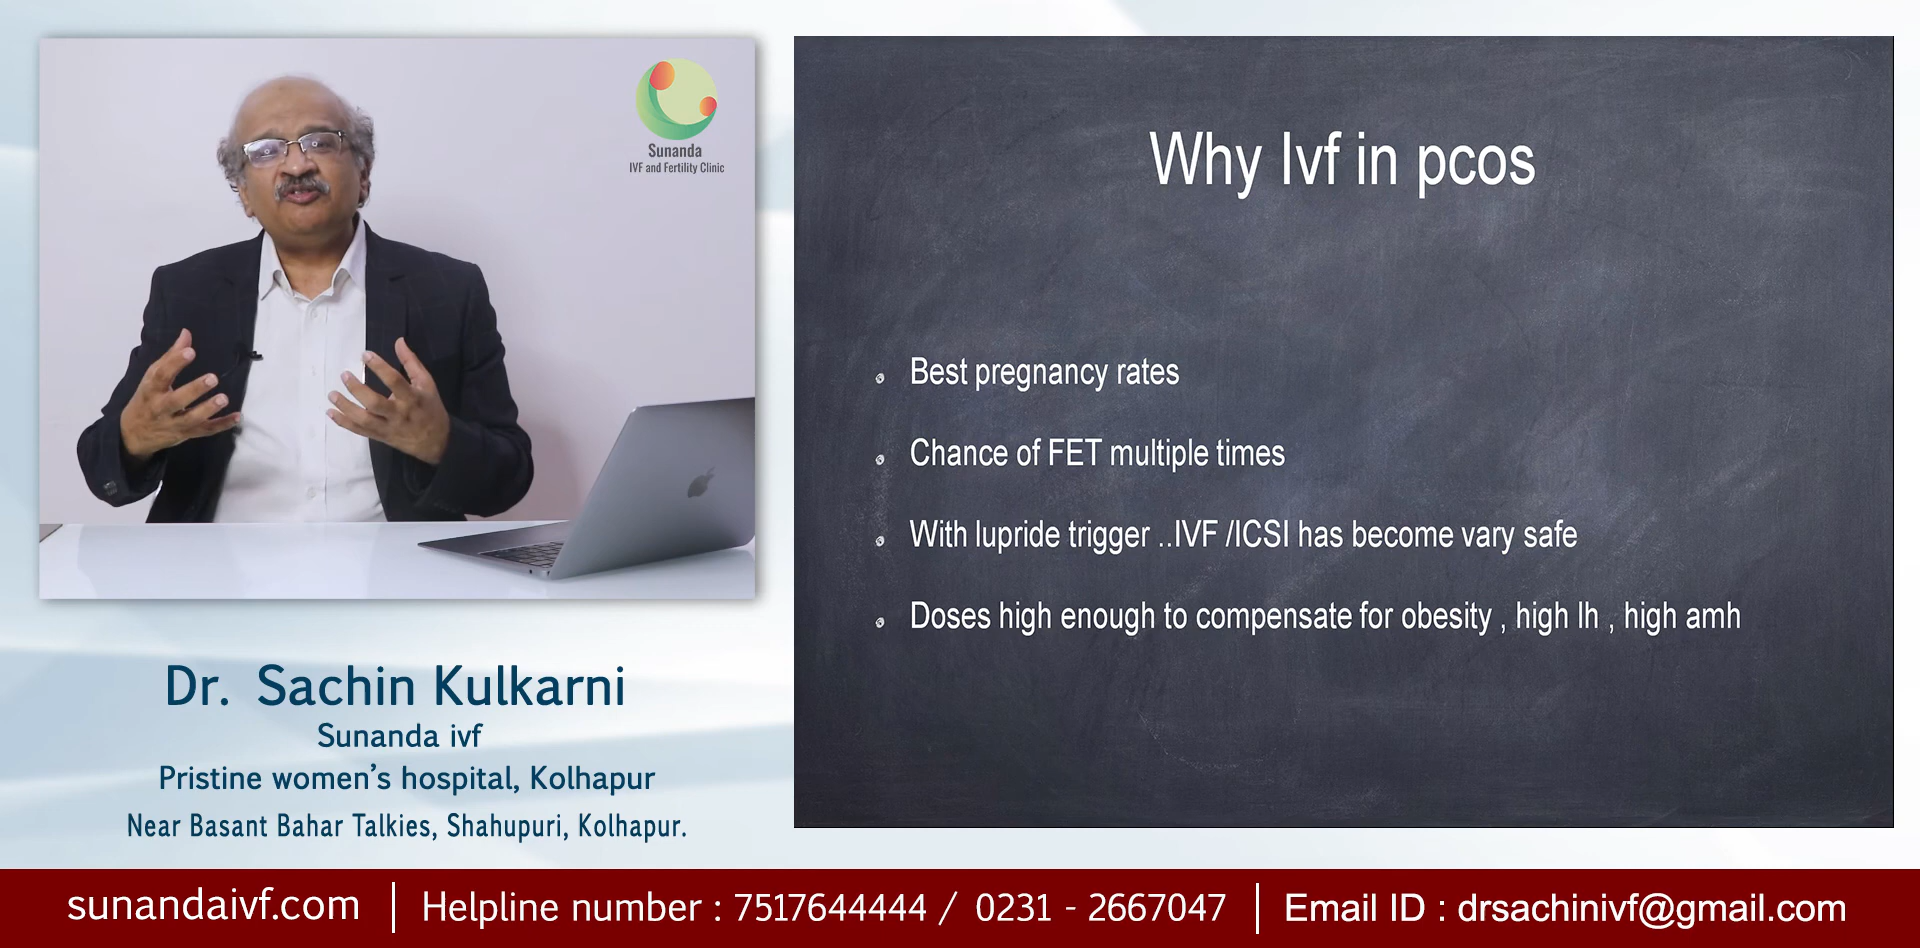 Sunanda
IVF and Fertility Clinic
Dr. Sachin Kulkarni
Sunanda ivf
Pristine women's hospital, Kolhapur
Near Basant Bahar Talkies, Shahupuri, Kolhapur.
Why Ivf in pcos
Best pregnancy rates
Chance of FET multiple times
With lupride trigger ..IVF /ICSI has become vary safe
Doses high enough to compensate for obesity , high lh , high amh
sunandaivf.com | Helpline number : 7517644444 / 0231 - 2667047 | Email ID : drsachinivf@gmail.com